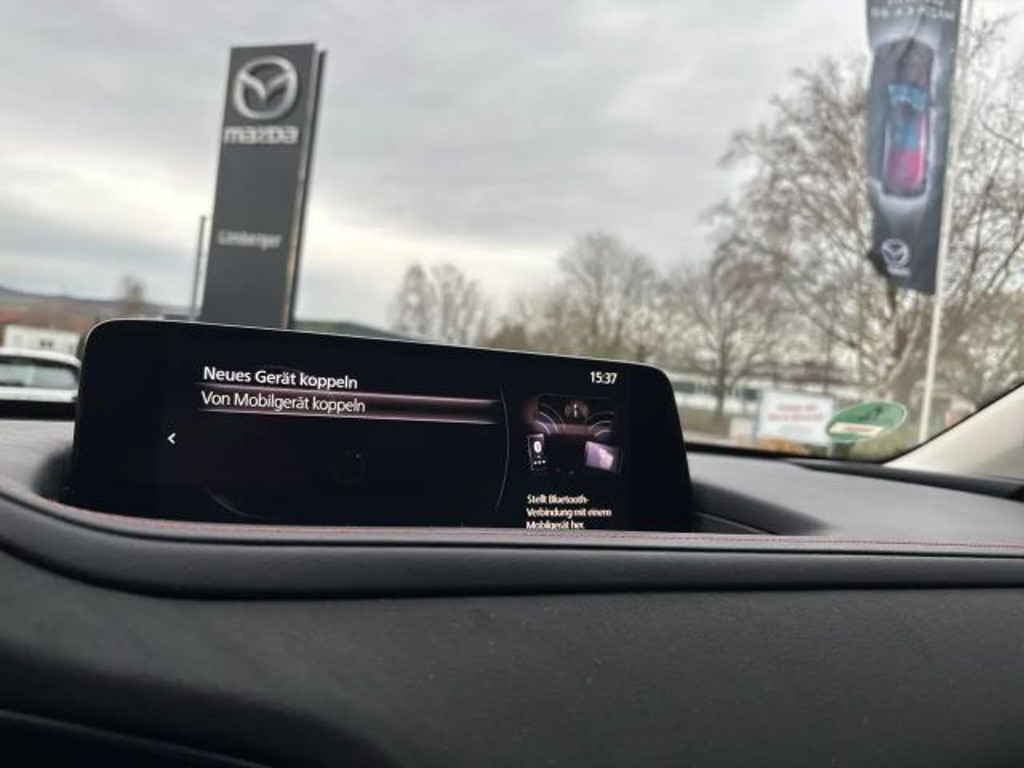 mazda
Limberger
Neues Gerät koppeln
15:37
Von Mobilgerät koppeln
Stellt Bluetooth-
Verbindung mit einem
Mobilgerät her.